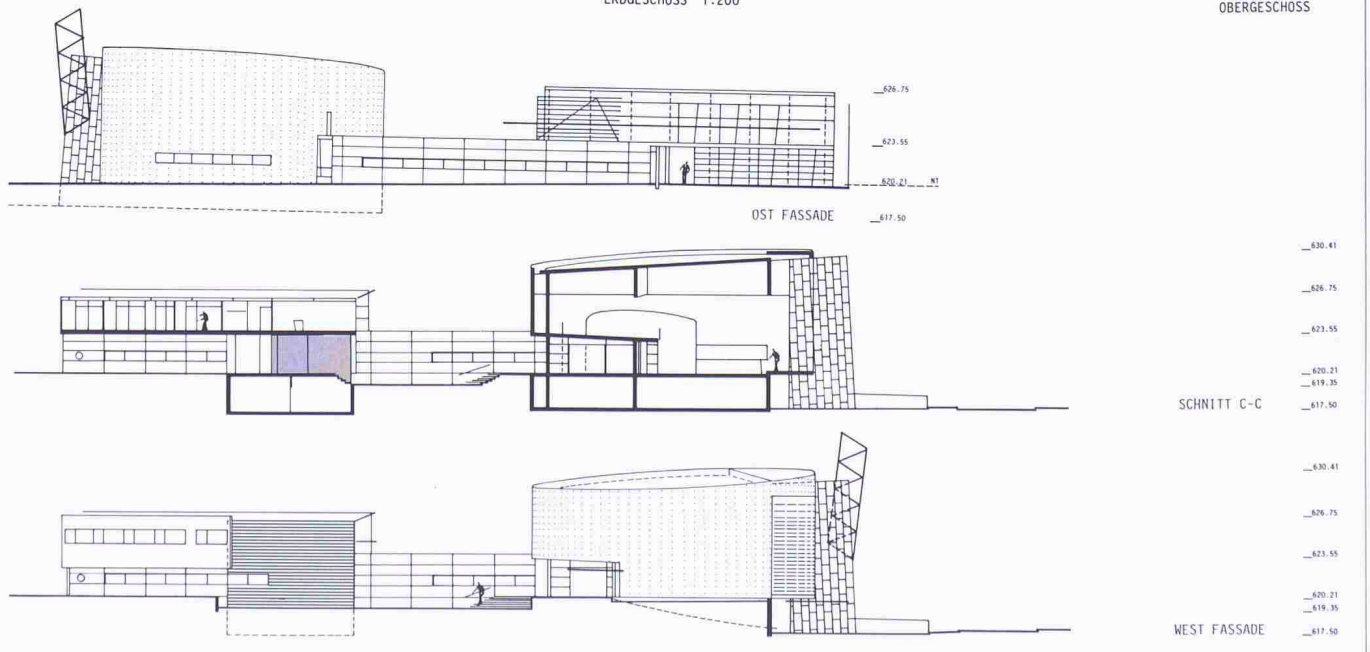 ERDGESCHOSS 1:200
OBERGESCHOSS
626.75
623.55
620.21 NT
OST FASSADE 617.50
630.41
626.75
623.55
620.21
619.35
SCHNITT C-C 617.50
630.41
626.75
623.55
620.21
619.35
WEST FASSADE 617.50